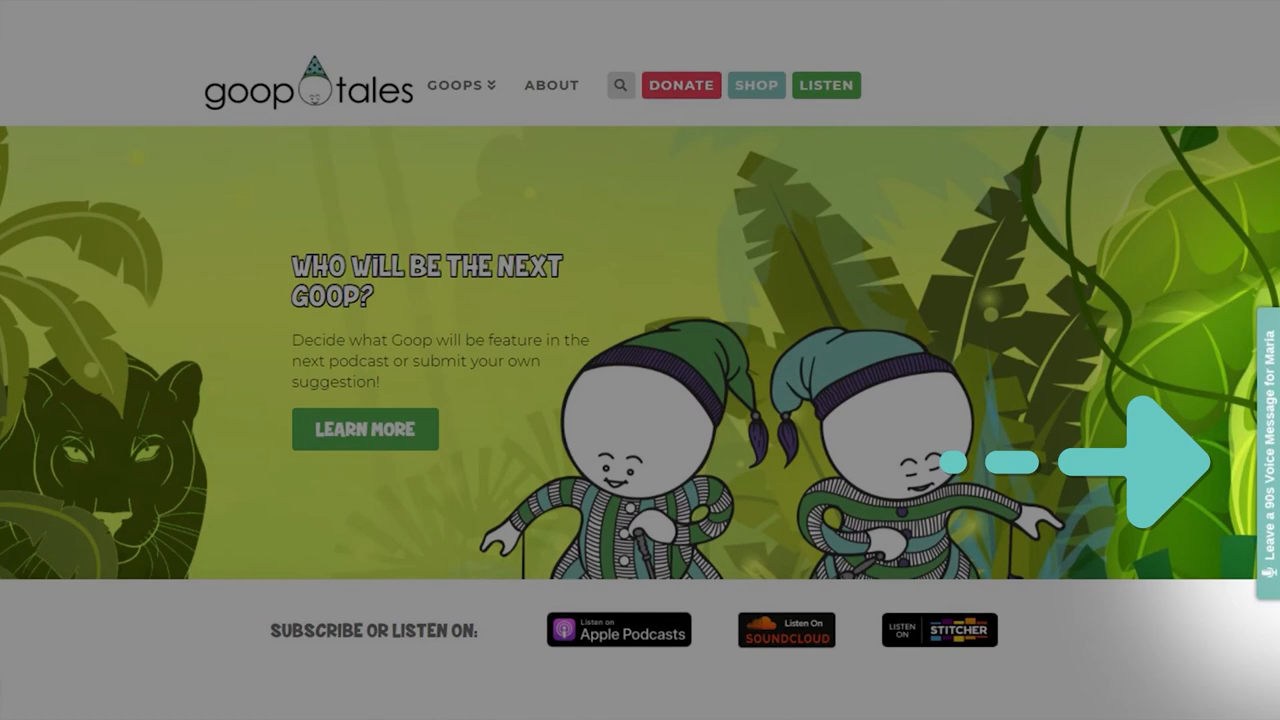 goop tales
GOOPS
ABOUT
DONATE
SHOP
LISTEN
WHO WILL BE THE NEXT
GOOP?
Decide what Goop will be feature in the
next podcast or submit your own
suggestion!
LEARN MORE
Leave a 90s Voice Message for Maria
SUBSCRIBE OR LISTEN ON:
Listen on
Apple Podcasts
Listen On
SOUNDCLOUD
LISTEN
ON
STITCHER